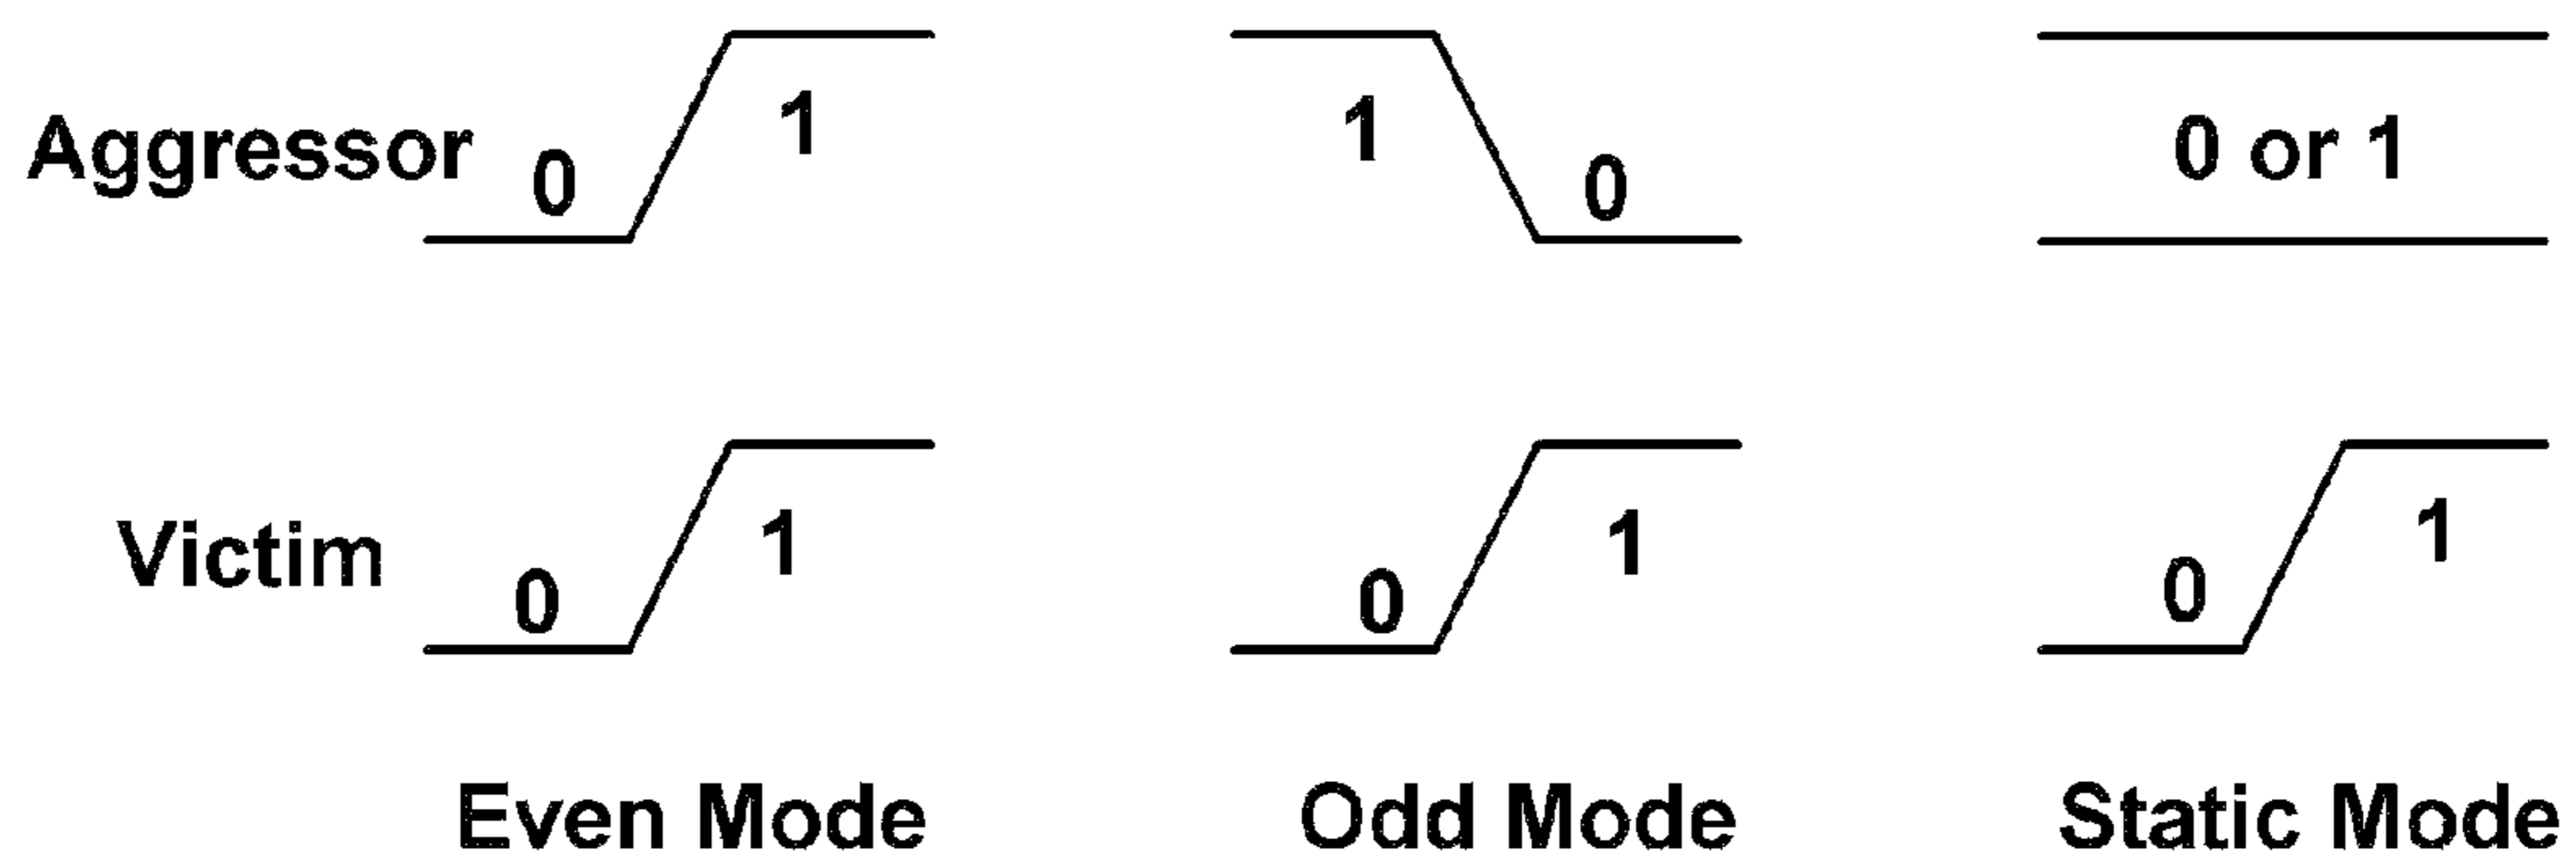 Aggressor 0 1 1 0 0 or 1
Victim 0 1 0 1 0 1
Even Mode Odd Mode Static Mode